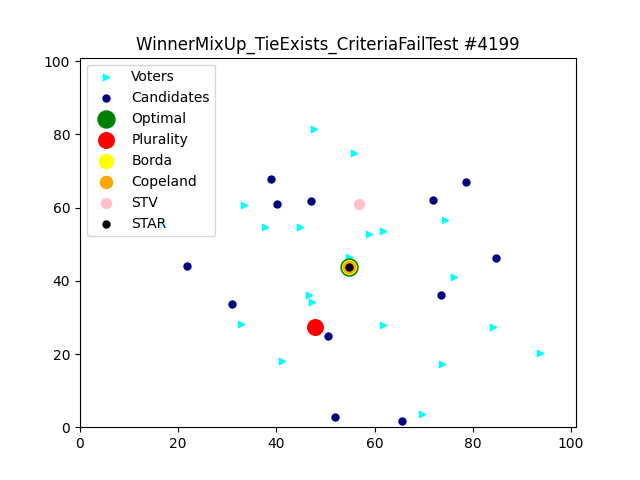 WinnerMixUp_TieExists_CriteriaFailTest #4199
100
80
60
40
20
0
0 20 40 60 80 100
Voters
Candidates
Optimal
Plurality
Borda
Copeland
STV
STAR